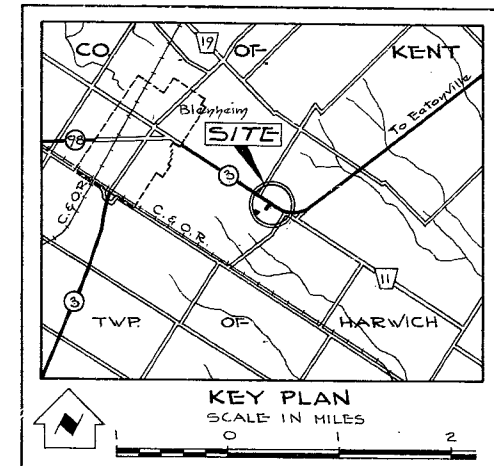 19
CO. OF KENT
Blenheim
To Eatonville
SITE
98
3
C. & O. R.
C. & O. R.
11
3
TWP. OF HARWICH
KEY PLAN
SCALE IN MILES
1 0 1 2